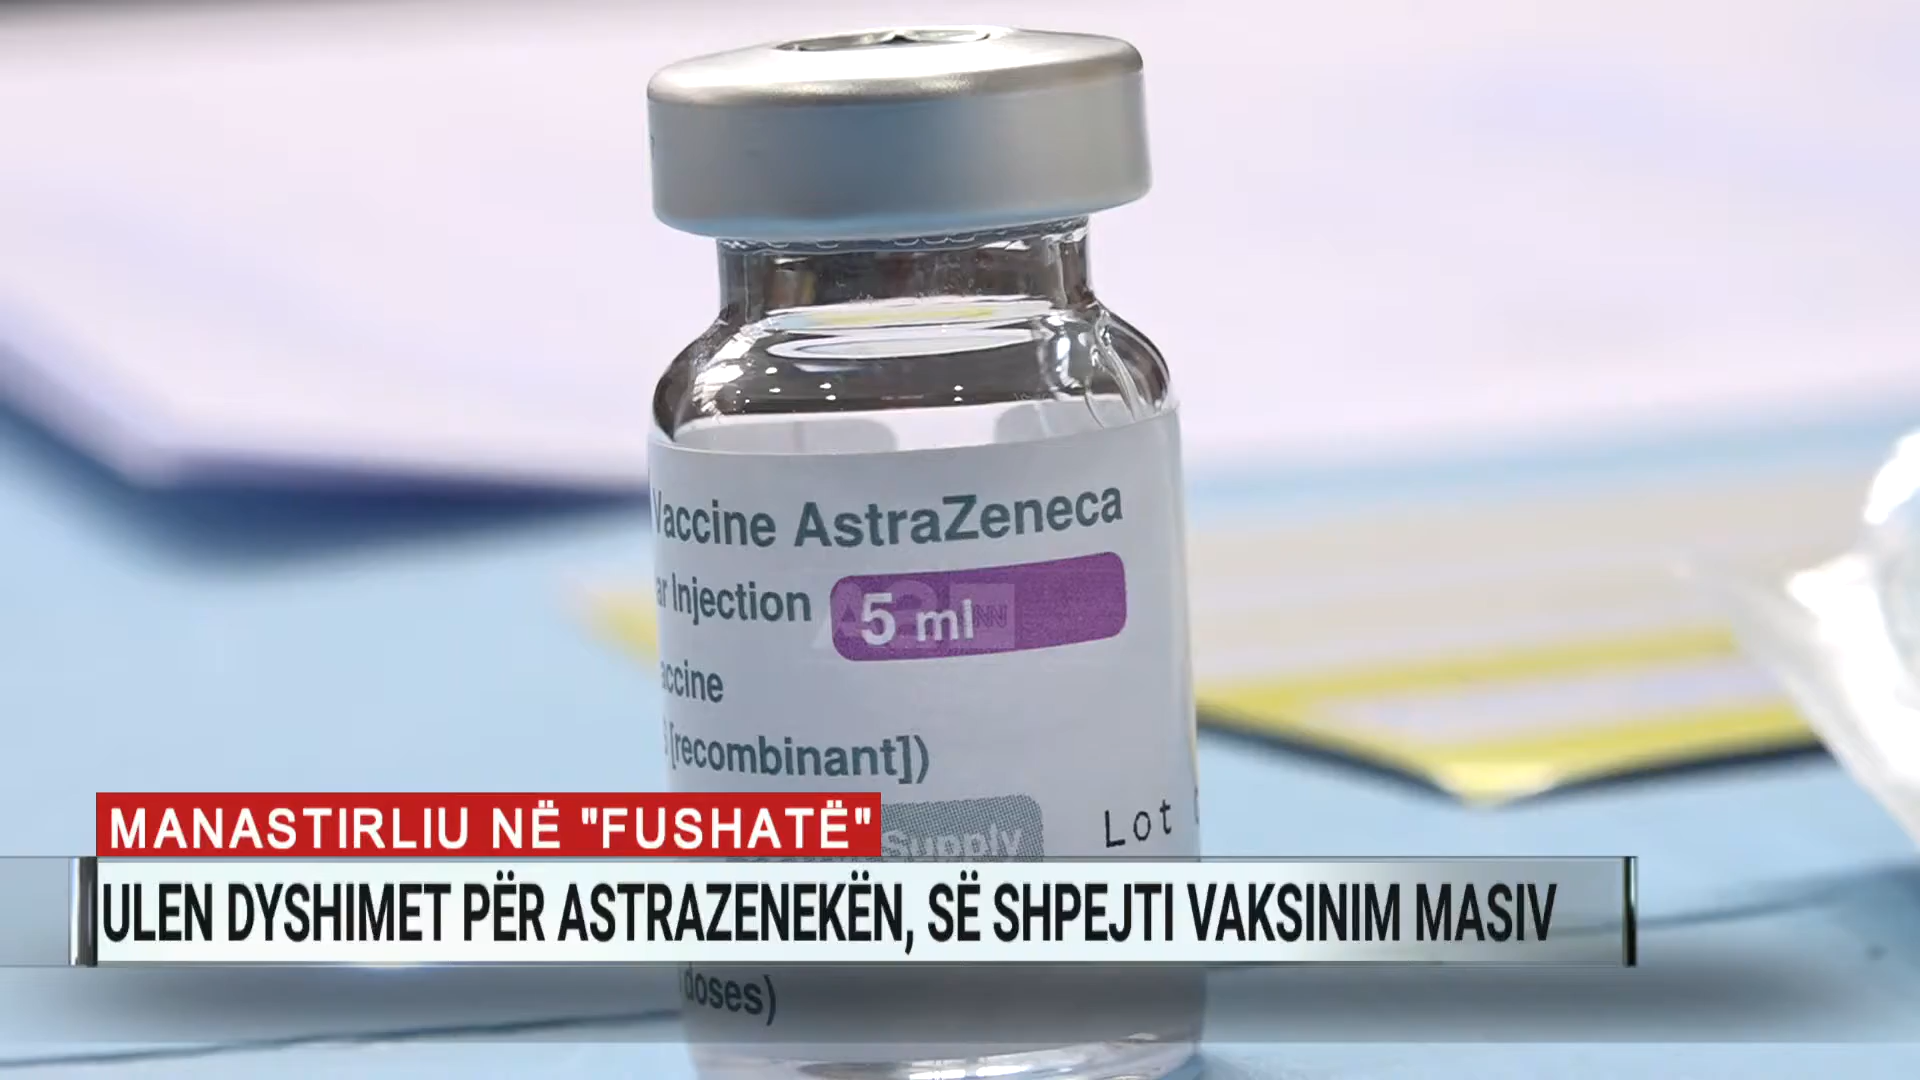 Vaccine AstraZeneca
Injection 5 ml
[recombinant])
Supply
Lot
MANASTIRLIU NË "FUSHATË"
ULEN DYSHIMET PËR ASTRAZENEKËN, SË SHPEJTI VAKSINIM MASIV
doses)